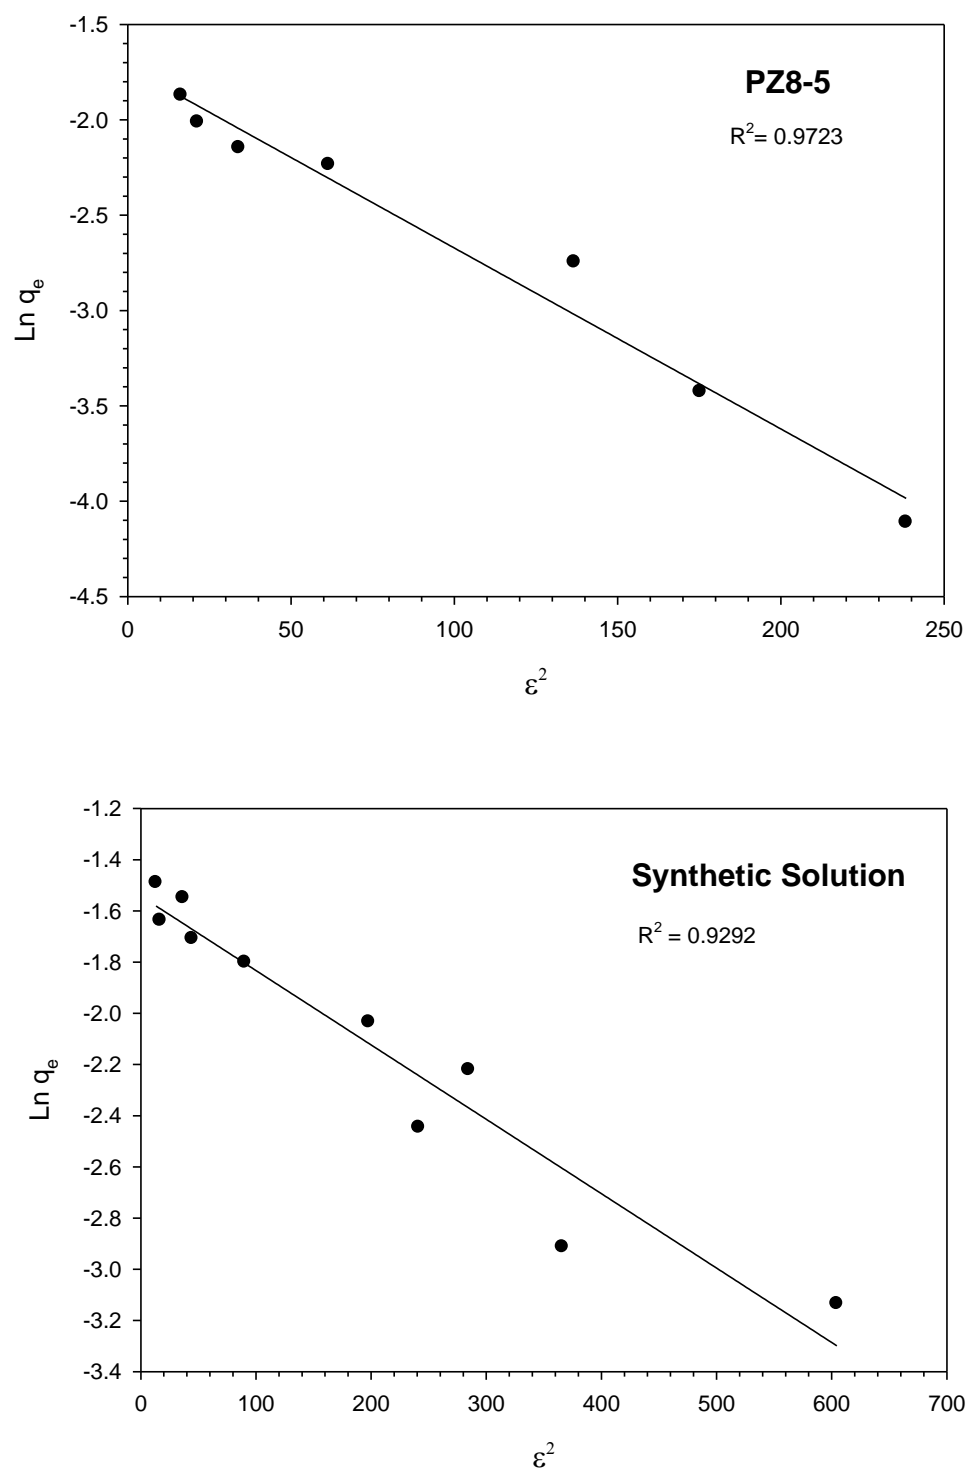 -1.5
PZ8-5
R²= 0.9723
-2.0
-2.5
-3.0
-3.5
-4.0
-4.5
Ln qₑ
0 50 100 150 200 250
ε²
-1.2
Synthetic Solution
R² = 0.9292
-1.4
-1.6
-1.8
-2.0
-2.2
-2.4
-2.6
-2.8
-3.0
-3.2
-3.4
Ln qₑ
0 100 200 300 400 500 600 700
ε²